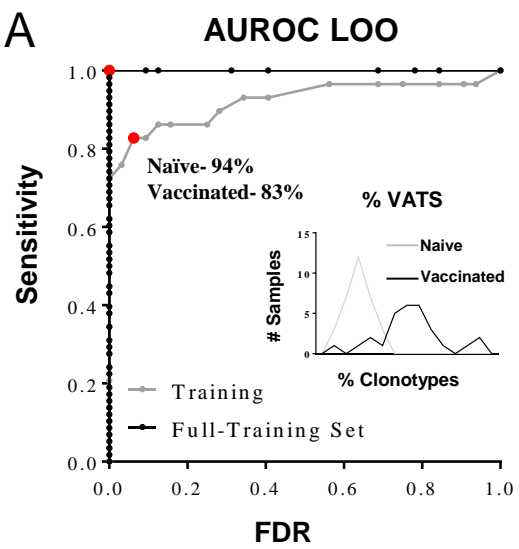 A
AUROC LOO
1.0
0.8
0.6
0.4
0.2
0.0
Sensitivity
Naïve- 94%
Vaccinated- 83%
% VATS
15
10
5
0
# Samples
Naive
Vaccinated
% Clonotypes
Training
Full-Training Set
0.0 0.2 0.4 0.6 0.8 1.0
FDR